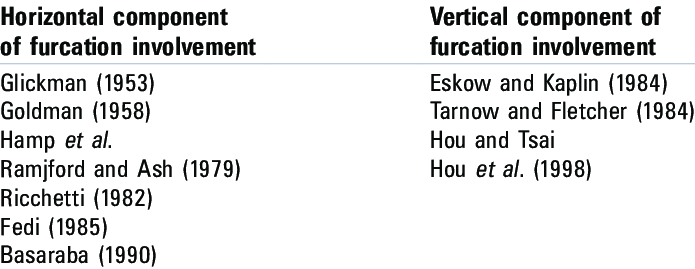 Horizontal component of furcation involvement
Vertical component of furcation involvement
Glickman (1953)
Eskow and Kaplin (1984)
Goldman (1958)
Tarnow and Fletcher (1984)
Hamp et al.
Hou and Tsai
Ramjford and Ash (1979)
Hou et al. (1998)
Ricchetti (1982)
Fedi (1985)
Basaraba (1990)